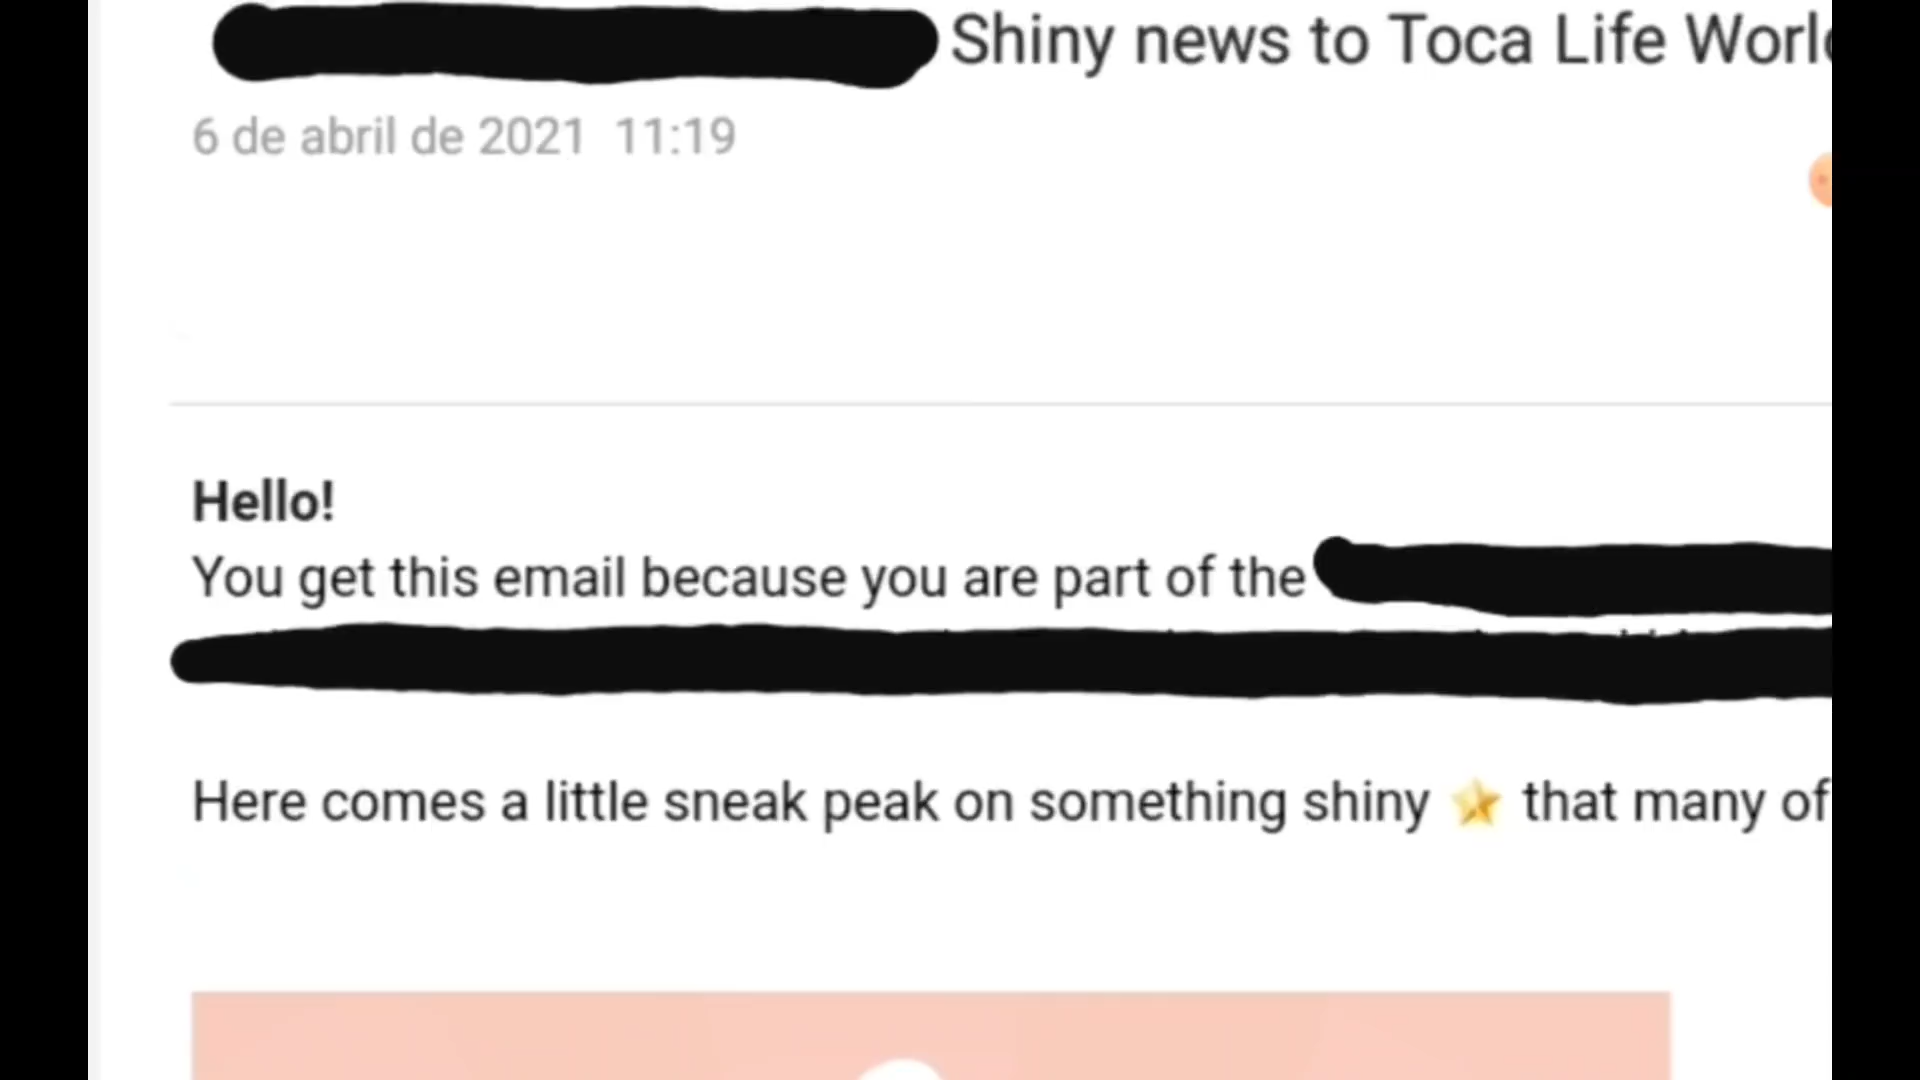 Shiny news to Toca Life World
6 de abril de 2021 11:19
Hello!
You get this email because you are part of the
Here comes a little sneak peak on something shiny ⭐ that many of